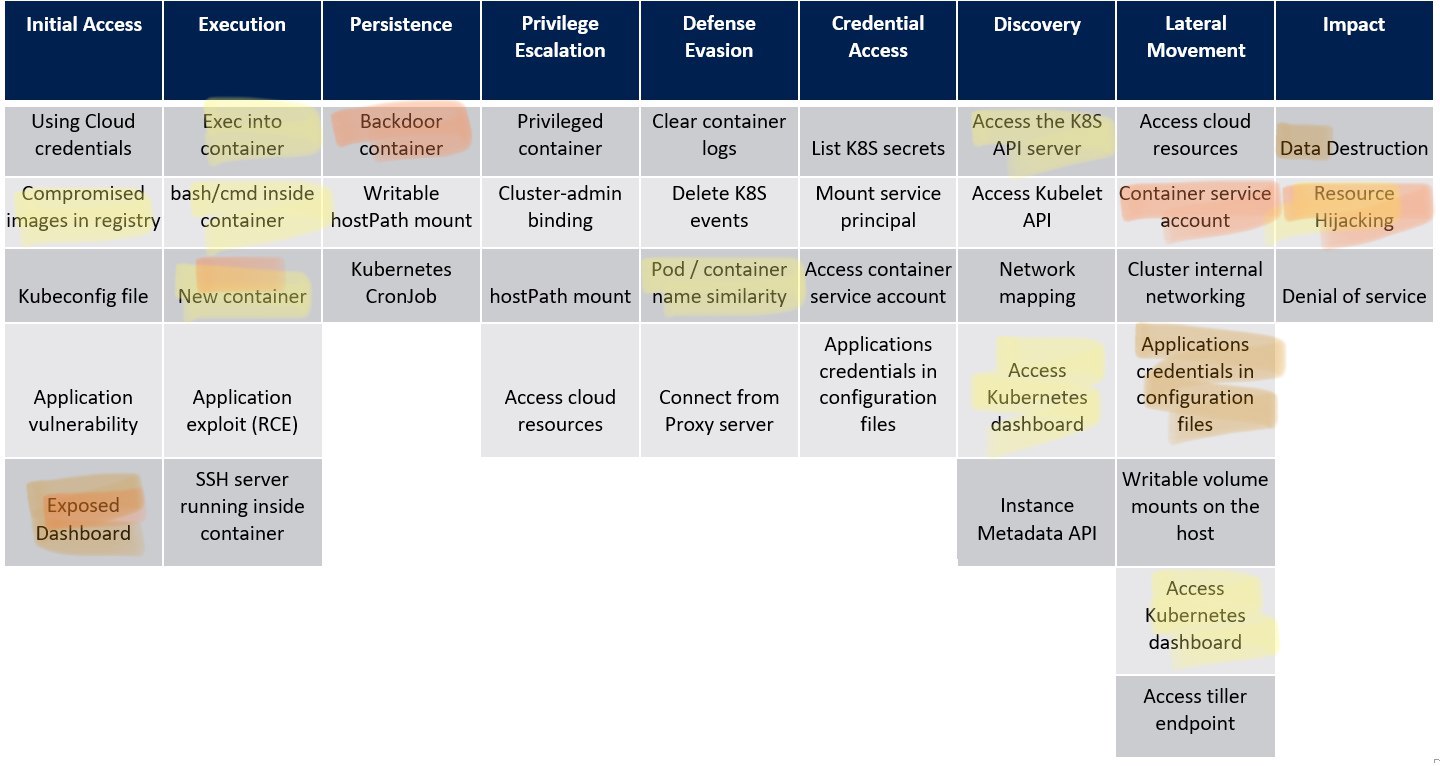 Initial Access
Execution
Persistence
Privilege
Escalation
Defense
Evasion
Credential
Access
Discovery
Lateral
Movement
Impact
Using Cloud
credentials
Exec into
container
Backdoor
container
Privileged
container
Clear container
logs
List K8S secrets
Access the K8S
API server
Access cloud
resources
Data Destruction
Compromised
images in registry
bash/cmd inside
container
Writable
hostPath mount
Cluster-admin
binding
Delete K8S
events
Mount service
principal
Access Kubelet
API
Container service
account
Resource
Hijacking
Kubeconfig file
New container
Kubernetes
CronJob
hostPath mount
Pod / container
name similarity
Access container
service account
Network
mapping
Cluster internal
networking
Denial of service
Application
vulnerability
Application
exploit (RCE)
Access cloud
resources
Connect from
Proxy server
Applications
credentials in
configuration
files
Access
Kubernetes
dashboard
Applications
credentials in
configuration
files
Exposed
Dashboard
SSH server
running inside
container
Instance
Metadata API
Writable volume
mounts on the
host
Access
Kubernetes
dashboard
Access tiller
endpoint